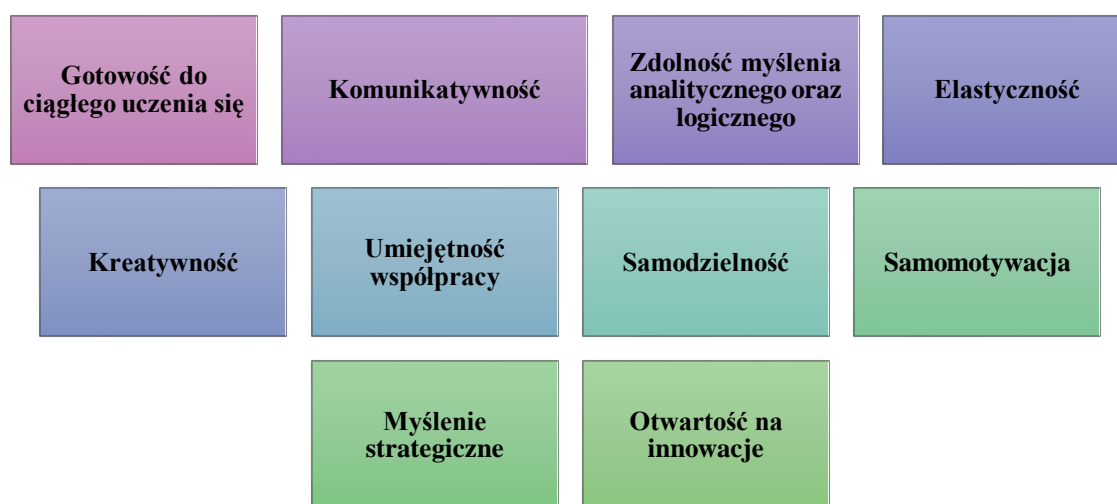 Gotowość do
ciągłego uczenia się
Komunikatywność
Zdolność myślenia
analitycznego oraz
logicznego
Elastyczność
Kreatywność
Umiejętność
współpracy
Samodzielność
Samomotywacja
Myślenie
strategiczne
Otwartość na
innowacje